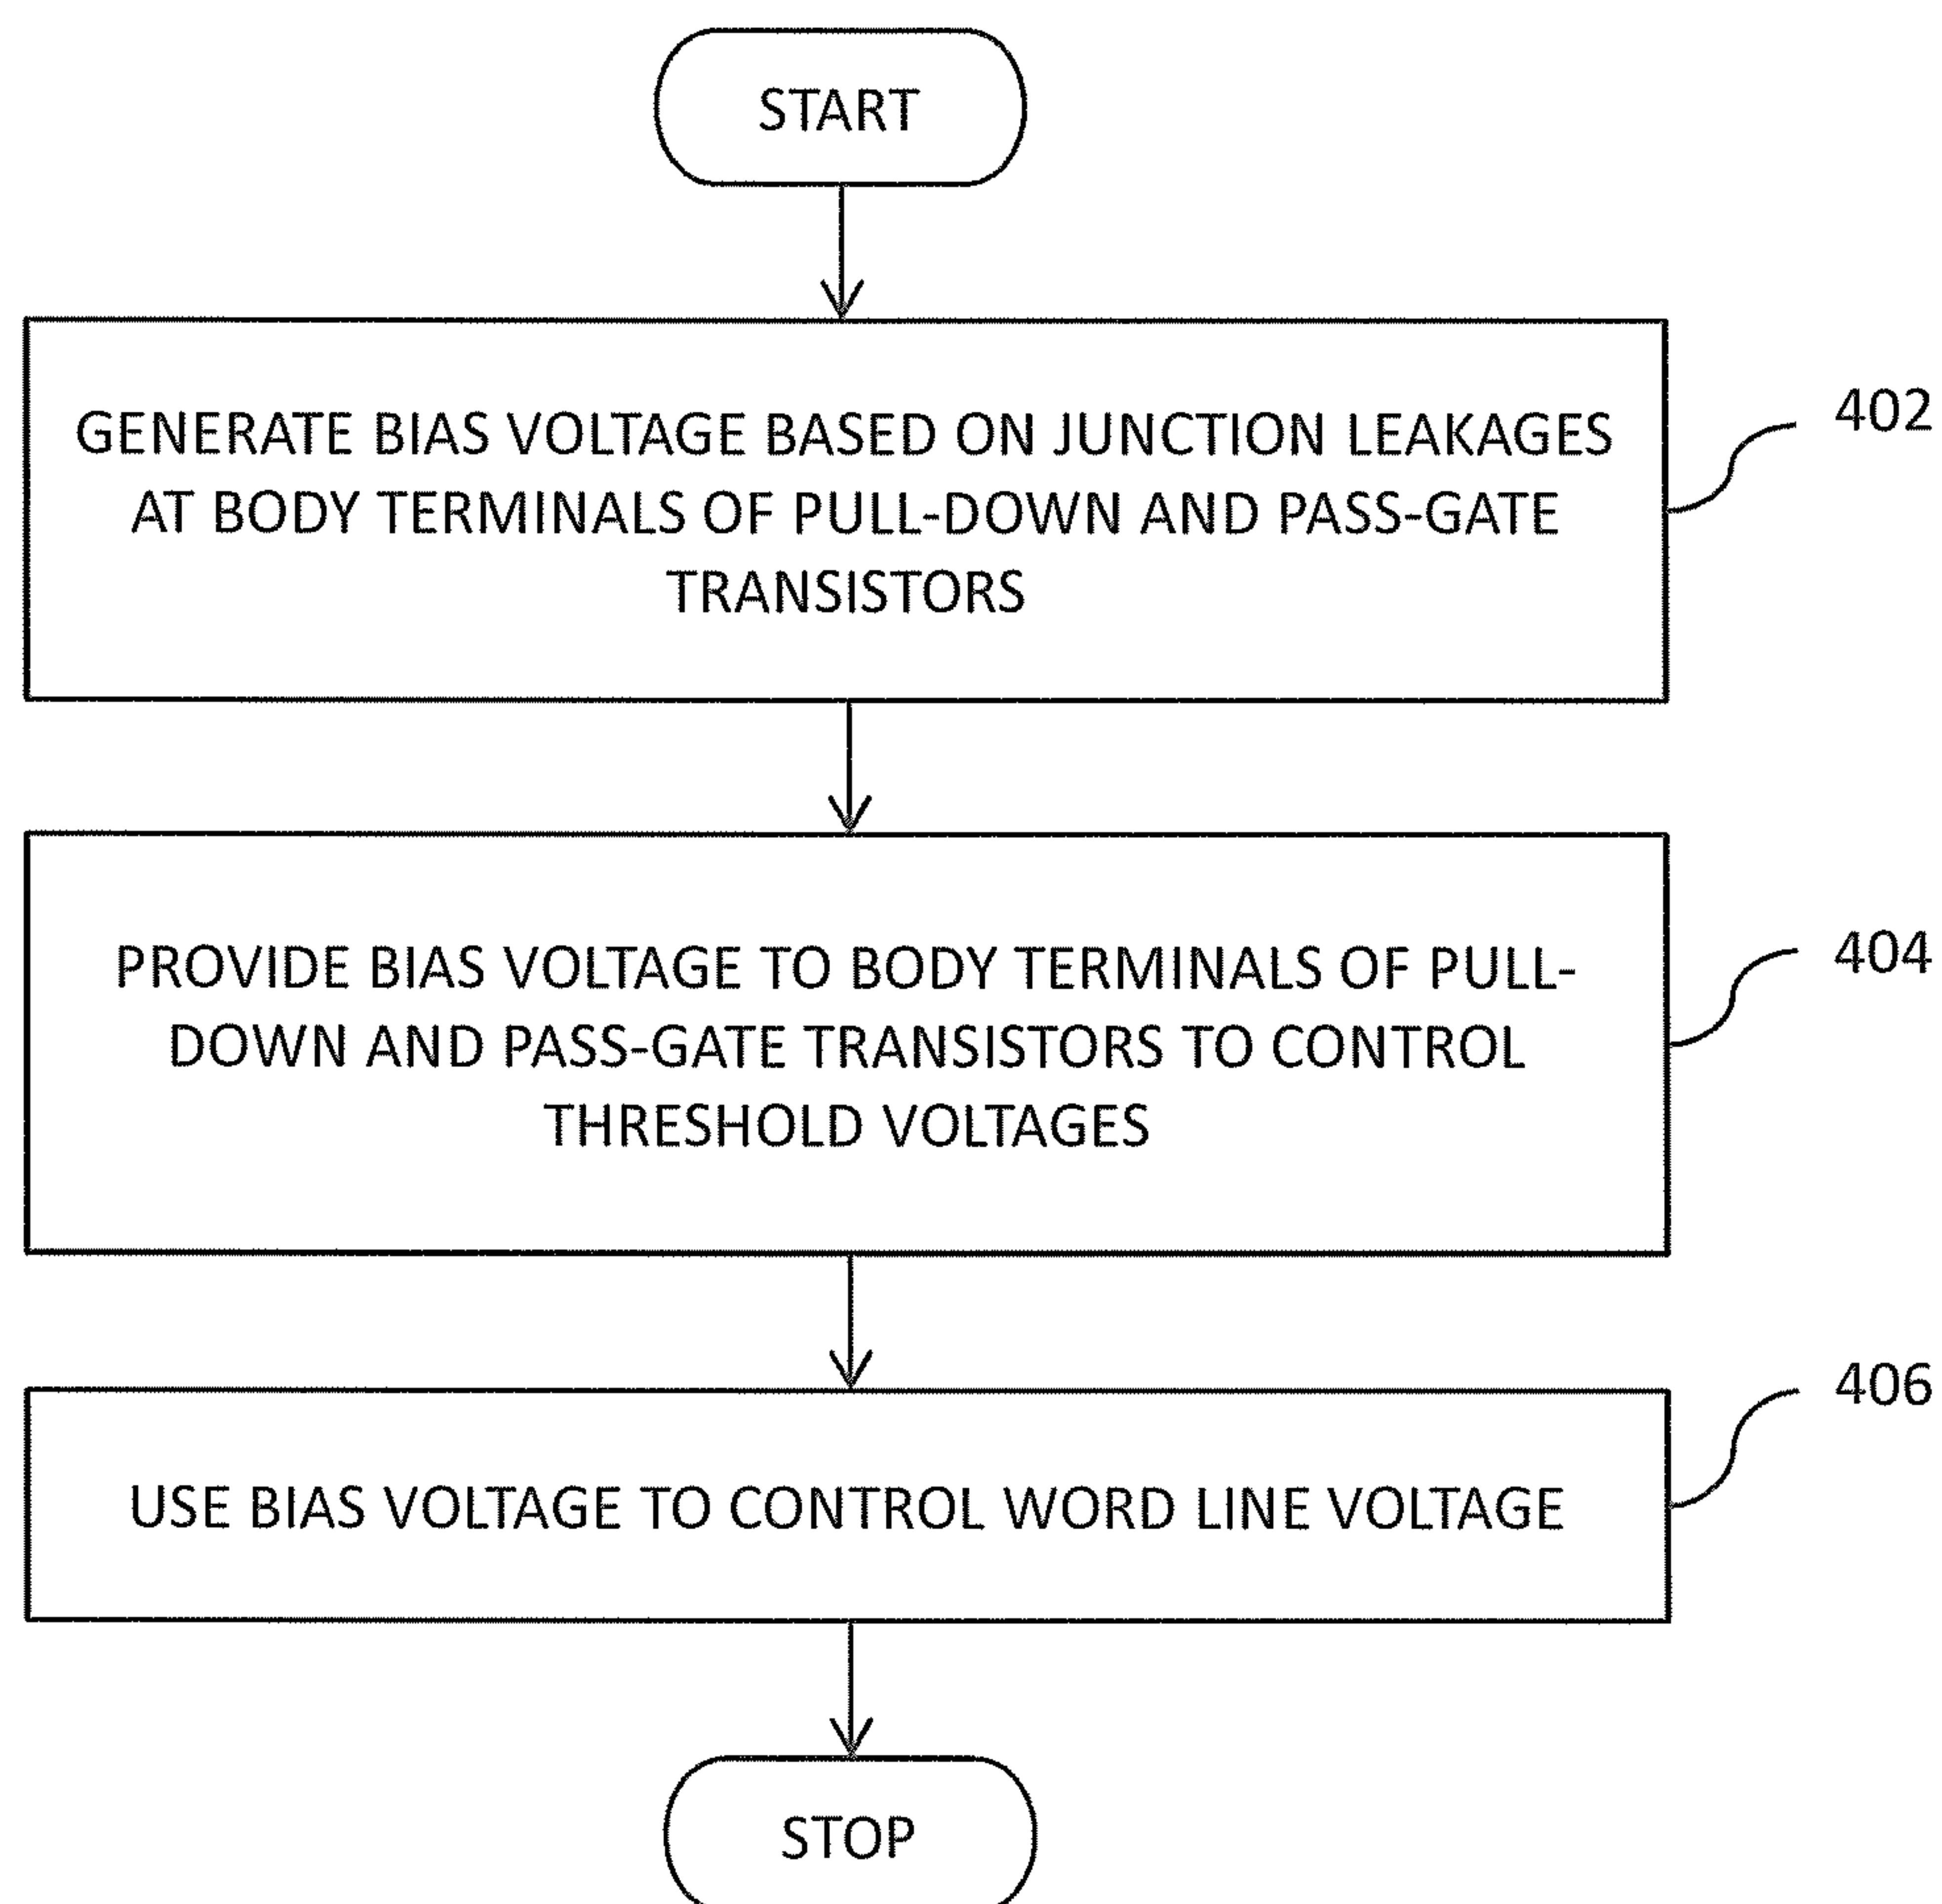 START
GENERATE BIAS VOLTAGE BASED ON JUNCTION LEAKAGES
AT BODY TERMINALS OF PULL-DOWN AND PASS-GATE
TRANSISTORS
402
PROVIDE BIAS VOLTAGE TO BODY TERMINALS OF PULL-
DOWN AND PASS-GATE TRANSISTORS TO CONTROL
THRESHOLD VOLTAGES
404
USE BIAS VOLTAGE TO CONTROL WORD LINE VOLTAGE
406
STOP